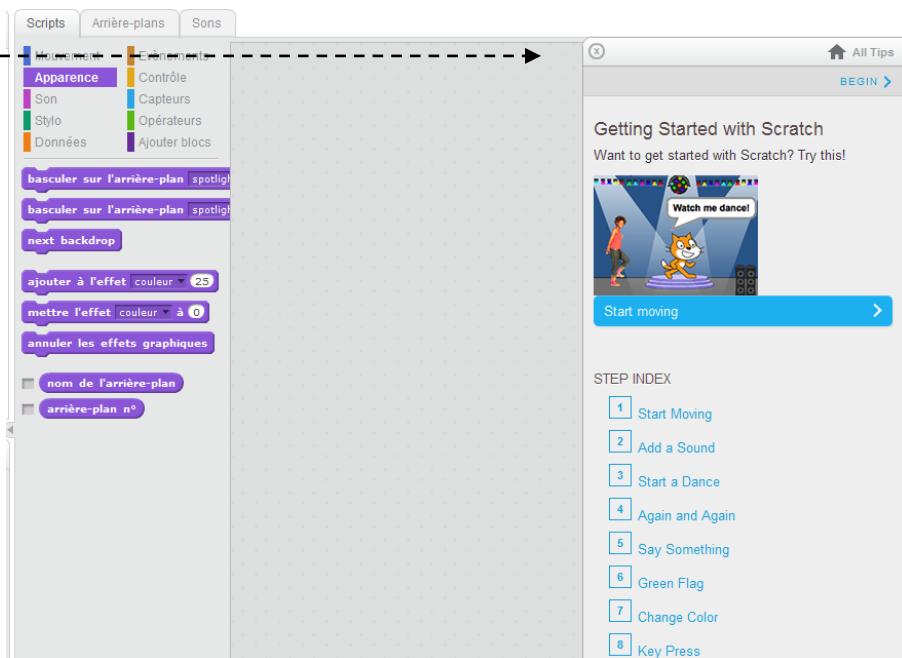 Scripts Arrière-plans Sons
Mouvement Evènements
Apparence Contrôle
Son Capteurs
Stylo Opérateurs
Données Ajouter blocs
basculer sur l'arrière-plan spotligh
basculer sur l'arrière-plan spotligh
next backdrop
ajouter à l'effet couleur 25
mettre l'effet couleur à 0
annuler les effets graphiques
nom de l'arrière-plan
arrière-plan n°
All Tips
BEGIN
Getting Started with Scratch
Want to get started with Scratch? Try this!
Watch me dance!
Start moving
STEP INDEX
1 Start Moving
2 Add a Sound
3 Start a Dance
4 Again and Again
5 Say Something
6 Green Flag
7 Change Color
8 Key Press